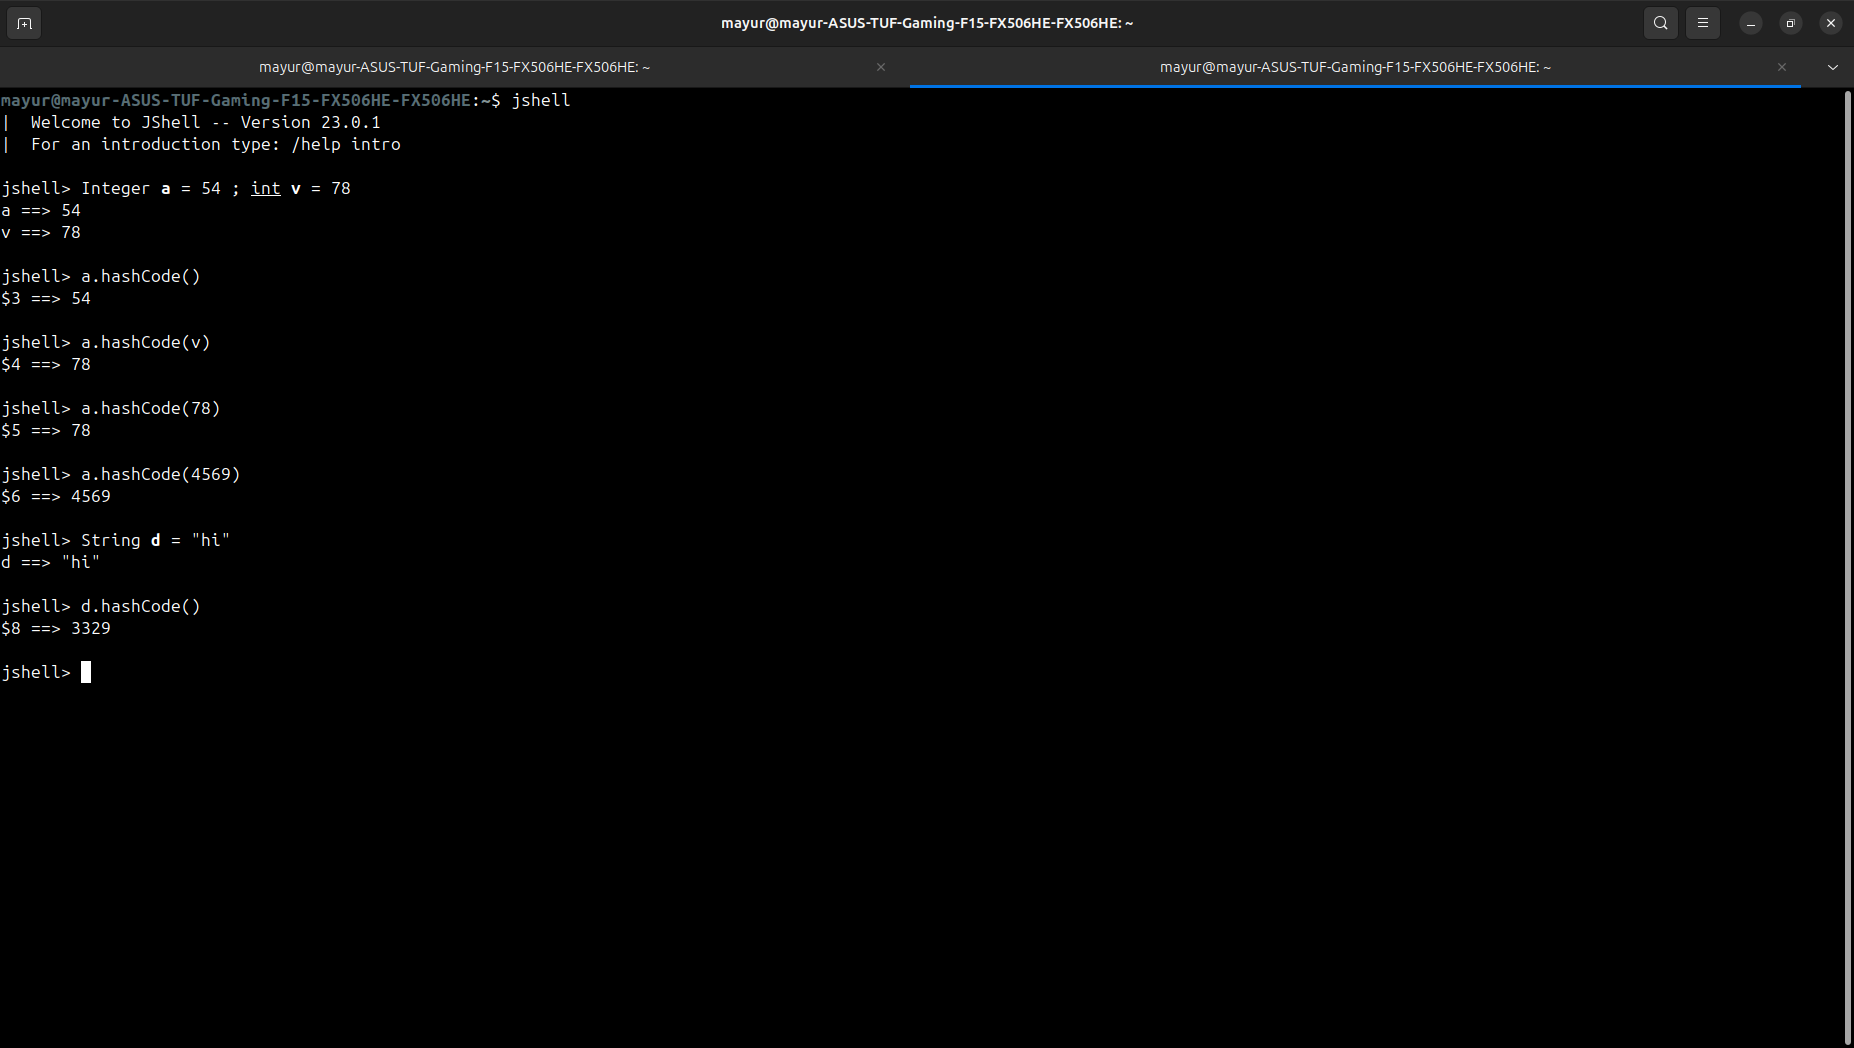 mayur@mayur-ASUS-TUF-Gaming-F15-FX506HE-FX506HE: ~
mayur@mayur-ASUS-TUF-Gaming-F15-FX506HE-FX506HE: ~
mayur@mayur-ASUS-TUF-Gaming-F15-FX506HE-FX506HE: ~
mayur@mayur-ASUS-TUF-Gaming-F15-FX506HE-FX506HE:~$ jshell
|  Welcome to JShell -- Version 23.0.1
|  For an introduction type: /help intro
jshell> Integer a = 54 ; int v = 78
a ==> 54
v ==> 78
jshell> a.hashCode()
$3 ==> 54
jshell> a.hashCode(v)
$4 ==> 78
jshell> a.hashCode(78)
$5 ==> 78
jshell> a.hashCode(4569)
$6 ==> 4569
jshell> String d = "hi"
d ==> "hi"
jshell> d.hashCode()
$8 ==> 3329
jshell>